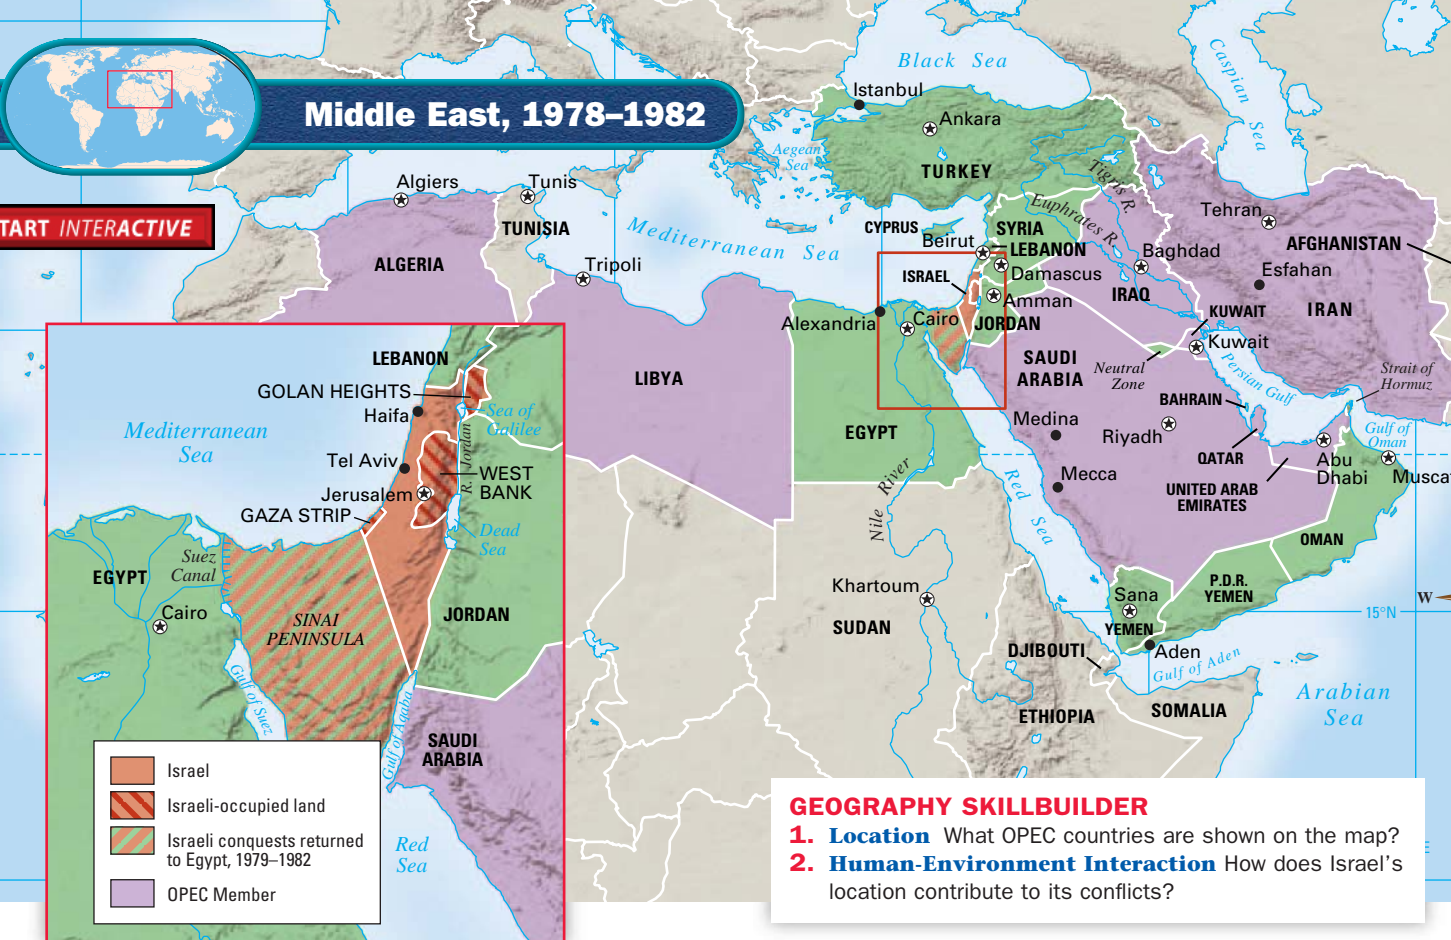 Middle East, 1978–1982
TART INTERACTIVE
Black Sea
Caspian Sea
Istanbul
Ankara
Aegean
Sea
TURKEY
Tigris R.
Algiers
Tunis
TUNISIA
Mediterranean Sea
CYPRUS
SYRIA
Euphrates R.
Tehran
Beirut
LEBANON
Baghdad
AFGHANISTAN
ALGERIA
Tripoli
ISRAEL
Damascus
Esfahan
Amman
IRAQ
IRAN
Alexandria
Cairo
JORDAN
KUWAIT
Kuwait
SAUDI
ARABIA
Neutral
Zone
Persian Gulf
Strait of
Hormuz
LIBYA
BAHRAIN
Medina
Riyadh
Gulf of
Oman
EGYPT
QATAR
Abu
Dhabi
Musca
Mecca
UNITED ARAB
EMIRATES
Nile River
Red Sea
OMAN
P.D.R.
YEMEN
Khartoum
Sana
15°N
W
SUDAN
YEMEN
Aden
DJIBOUTI
Gulf of Aden
Arabian
Sea
ETHIOPIA
SOMALIA
LEBANON
GOLAN HEIGHTS
Haifa
Sea of
Galilee
Mediterranean
Sea
R. Jordan
Tel Aviv
WEST
BANK
Jerusalem
GAZA STRIP
Dead
Sea
Suez
Canal
EGYPT
Cairo
SINAI
PENINSULA
JORDAN
Gulf of Suez
Gulf of Aqaba
SAUDI
ARABIA
Red
Sea
Israel
Israeli-occupied land
Israeli conquests returned
to Egypt, 1979–1982
OPEC Member
GEOGRAPHY SKILLBUILDER
1. Location What OPEC countries are shown on the map?
2. Human-Environment Interaction How does Israel's
location contribute to its conflicts?
E